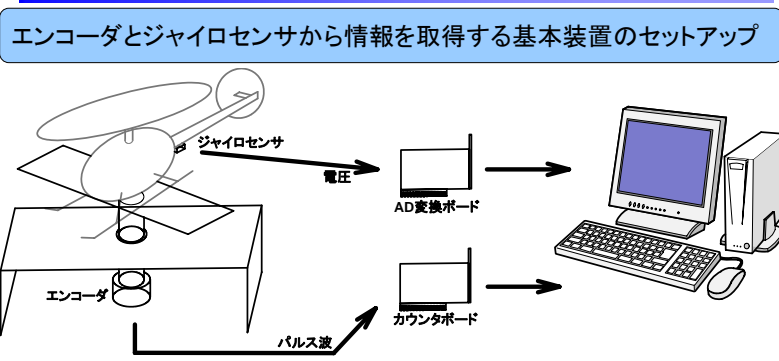 エンコーダとジャイロセンサから情報を取得する基本装置のセットアップ
ジャイロセンサ
電圧
AD変換ボード
エンコーダ
カウンタボード
パルス波